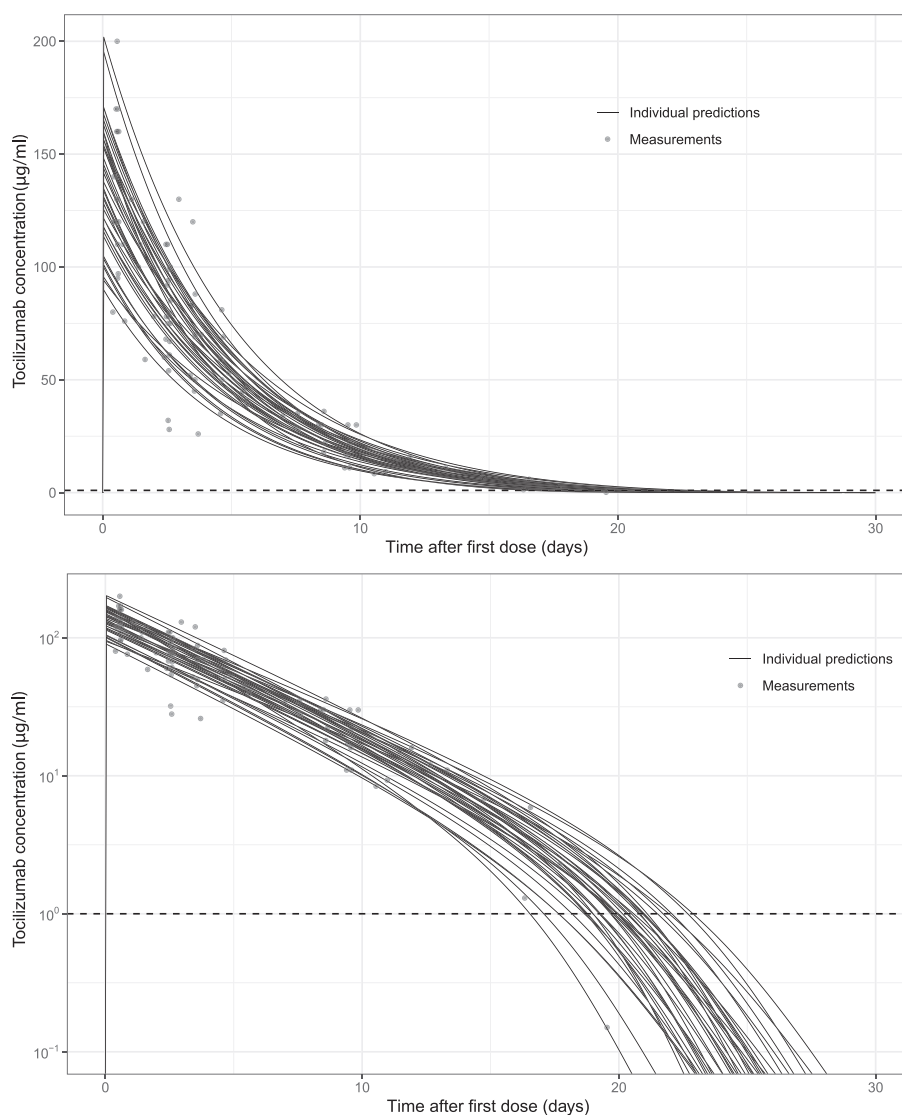 200
150
100
50
0
Tocilizumab concentration(μg/ml)
Individual predictions
Measurements
0
10
20
30
Time after first dose (days)
10²
10¹
10⁰
10⁻¹
Tocilizumab concentration (μg/ml)
Individual predictions
Measurements
0
10
20
30
Time after first dose (days)